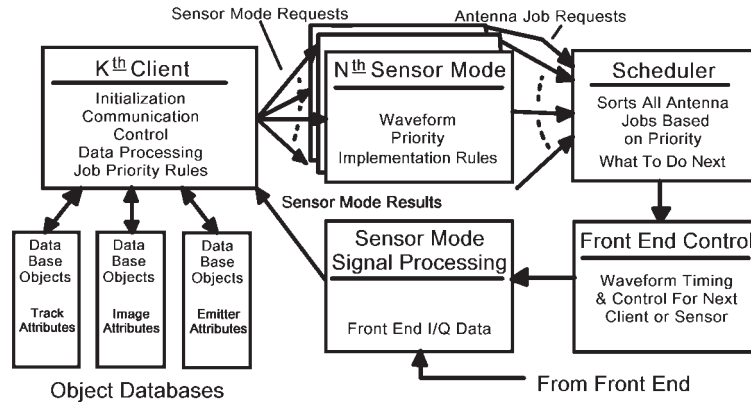 Sensor Mode Requests
Antenna Job Requests
Kth Client
Initialization
Communication
Control
Data Processing
Job Priority Rules
Nth Sensor Mode
Waveform
Priority
Implementation Rules
Scheduler
Sorts All Antenna
Jobs Based
on Priority
What To Do Next
Sensor Mode Results
Data
Base
Objects
Track
Attributes
Data
Base
Objects
Image
Attributes
Data
Base
Objects
Emitter
Attributes
Sensor Mode
Signal Processing
Front End I/Q Data
Front End Control
Waveform Timing
& Control For Next
Client or Sensor
Object Databases
From Front End